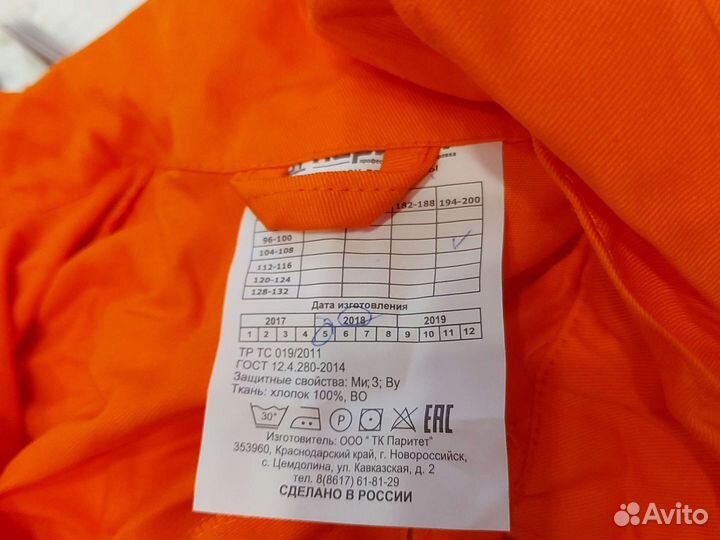 182-188 194-200
96-100
104-108
112-116
120-124
128-132
Дата изготовления
2017 2018 2019
1 2 3 4 5 6 7 8 9 10 11 12
ТР ТС 019/2011
ГОСТ 12.4.280-2014
Защитные свойства: Ми; З; Ву
Ткань: хлопок 100%, ВО
30° P EAC
Изготовитель: ООО " ТК Паритет"
353960, Краснодарский край, г. Новороссийск,
с. Цемдолина, ул. Кавказская, д. 2
тел. 8(8617) 61-81-29
СДЕЛАНО В РОССИИ
Avito